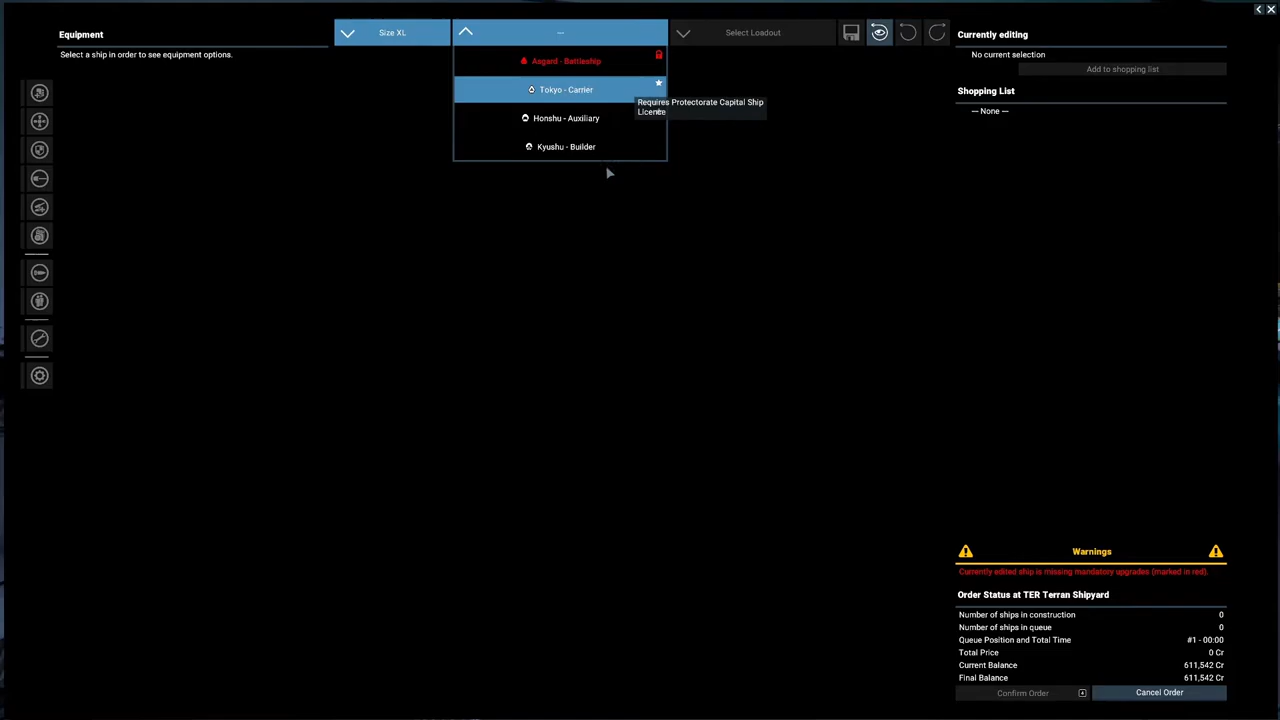 Equipment
Select a ship in order to see equipment options.
Size XL
---
Select Loadout
Asgard - Battleship
Tokyo - Carrier
Requires Protectorate Capital Ship
Licence
Honshu - Auxiliary
Kyushu - Builder
Currently editing
No current selection
Add to shopping list
Shopping List
--- None ---
Warnings
Currently edited ship is missing mandatory upgrades (marked in red).
Order Status at TER Terran Shipyard
Number of ships in construction 0
Number of ships in queue 0
Queue Position and Total Time #1 - 00:00
Total Price 0 Cr
Current Balance 611,542 Cr
Final Balance 611,542 Cr
Confirm Order
Cancel Order